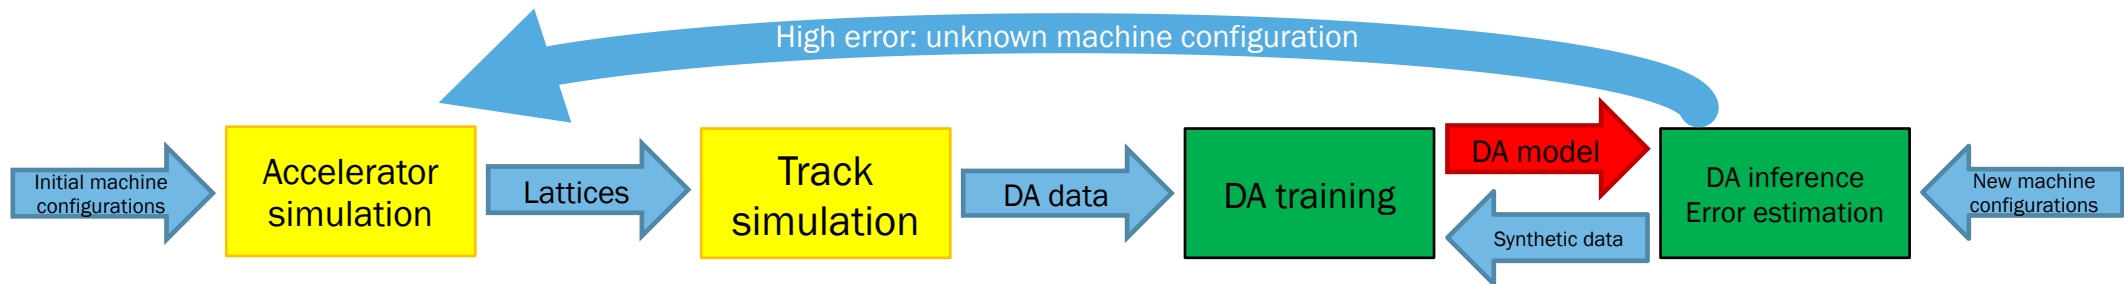 High error: unknown machine configuration
Initial machine
configurations
Accelerator
simulation
Lattices
Track
simulation
DA data
DA training
DA model
Synthetic data
DA inference
Error estimation
New machine
configurations